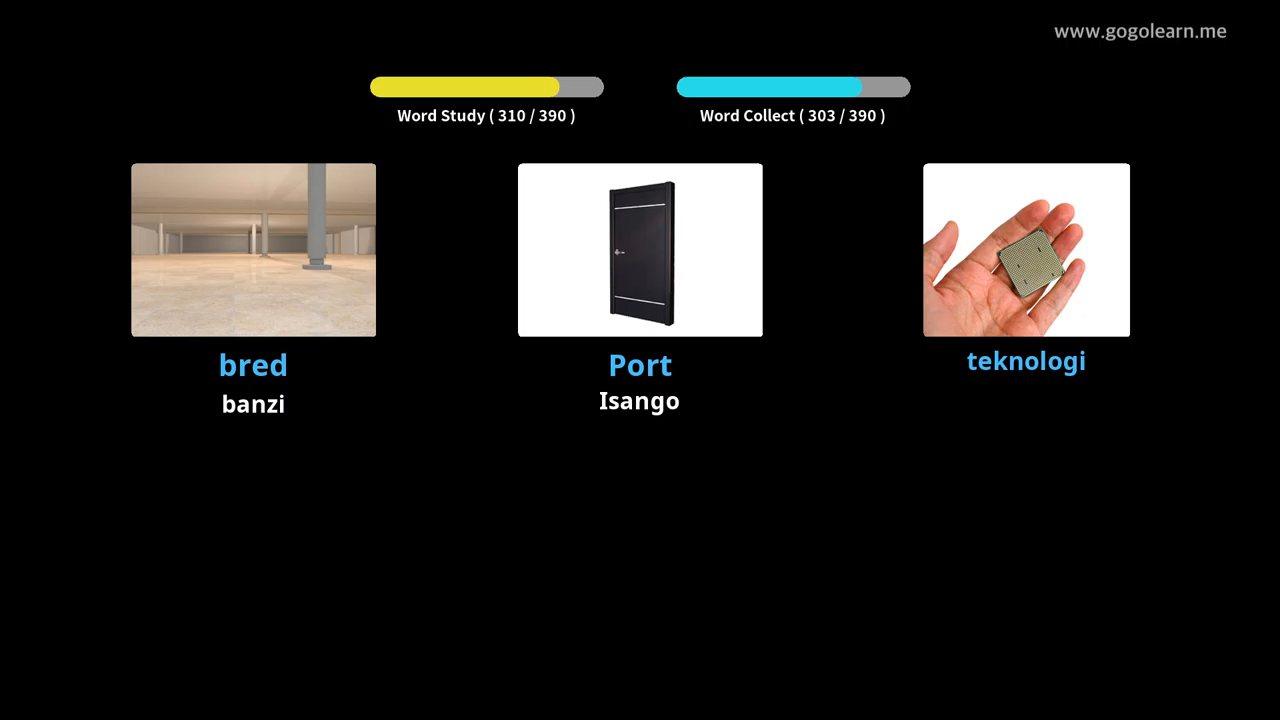 www.gogolearn.me
Word Study ( 310 / 390 )
Word Collect ( 303 / 390 )
bred
banzi
Port
Isango
teknologi